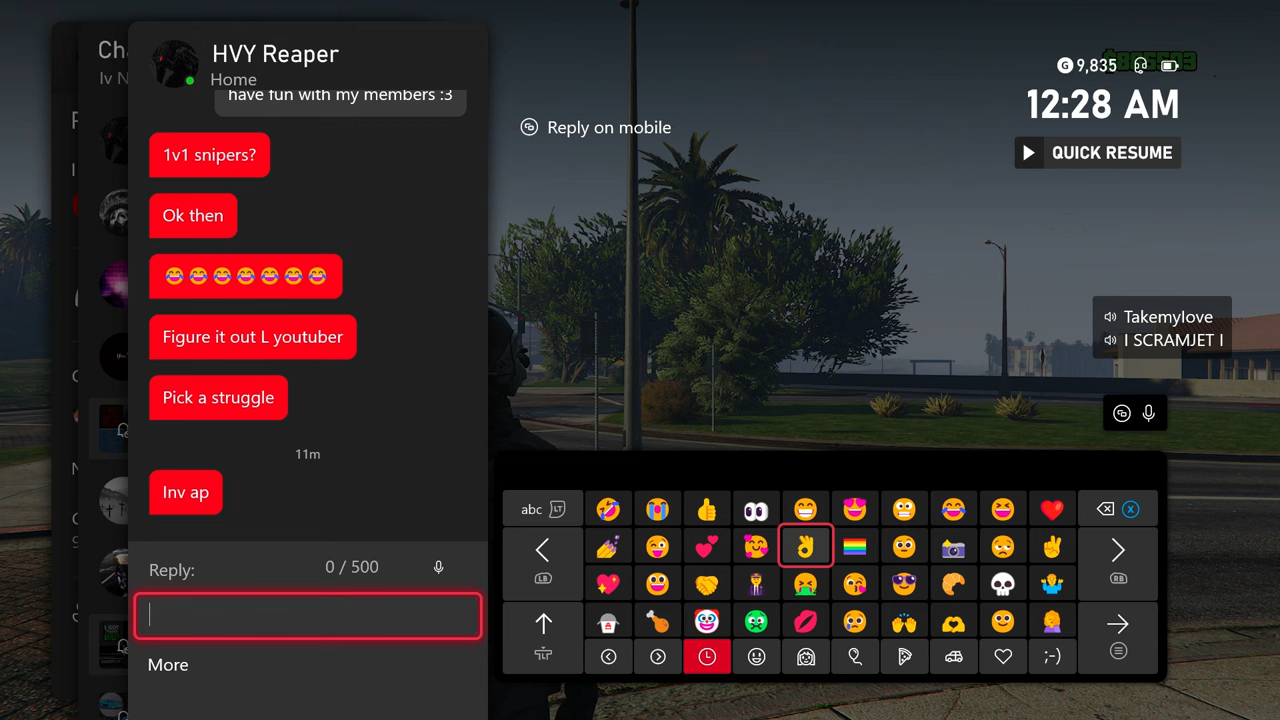 Ch
Iv N
HVY Reaper
Home
have fun with my members :3
1v1 snipers?
Ok then
😂😂😂😂😂😂😂
Figure it out L youtuber
Pick a struggle
11m
Inv ap
Reply:
0 / 500
More
Reply on mobile
G 9,835
12:28 AM
QUICK RESUME
Takemylove
I SCRAMJET I
abc LT
X
LB
RB
;-)